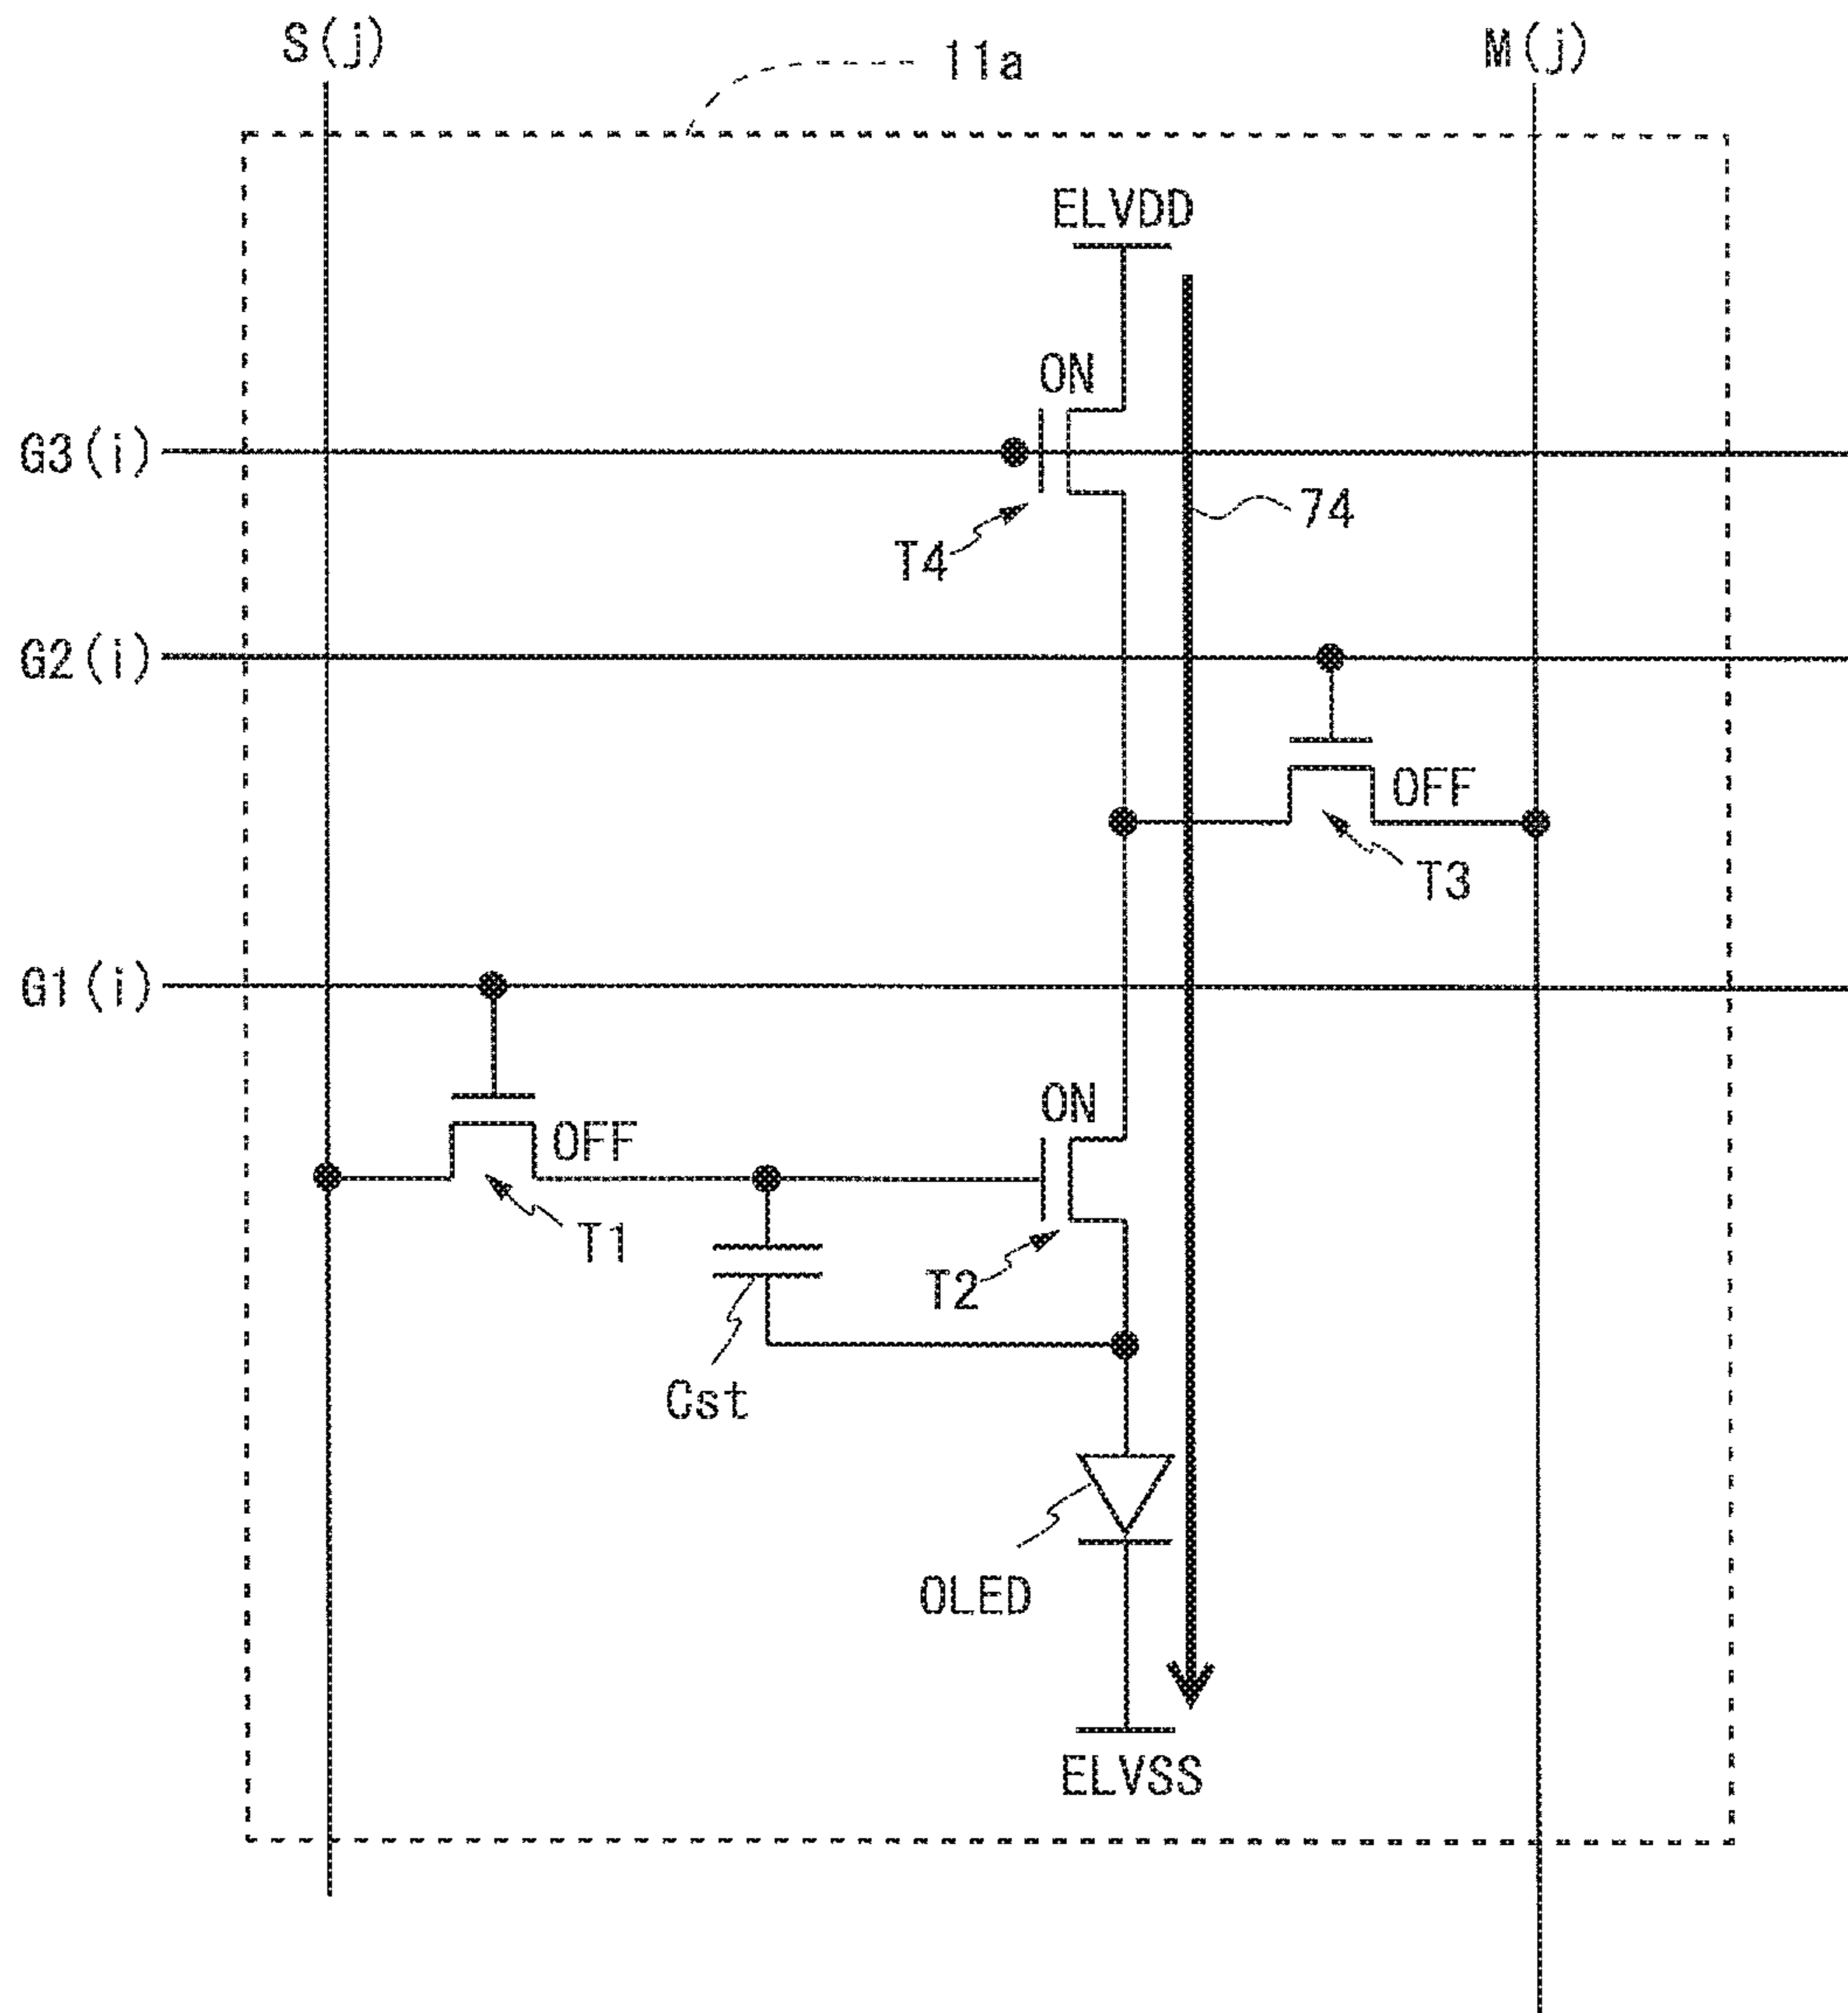 S(j)
11a
M(j)
ELVDD
ON
G3(i)
74
T4
G2(i)
OFF
T3
G1(i)
ON
OFF
T1
T2
Cst
OLED
ELVSS